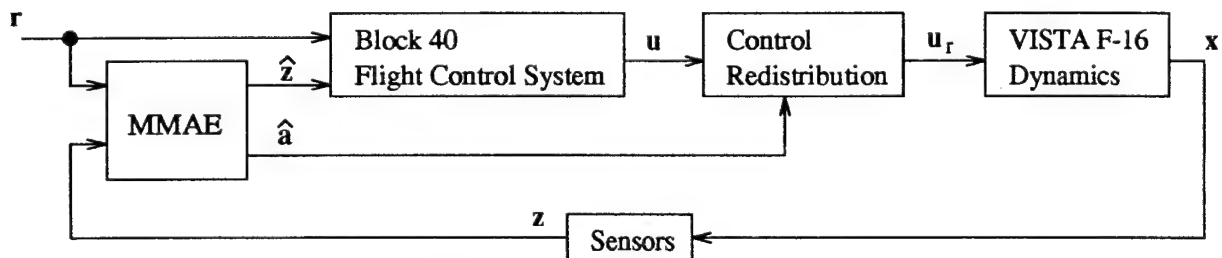 r
Block 40
Flight Control System
u
Control
Redistribution
u_r
VISTA F-16
Dynamics
x
ẑ
MMAE
â
z
Sensors